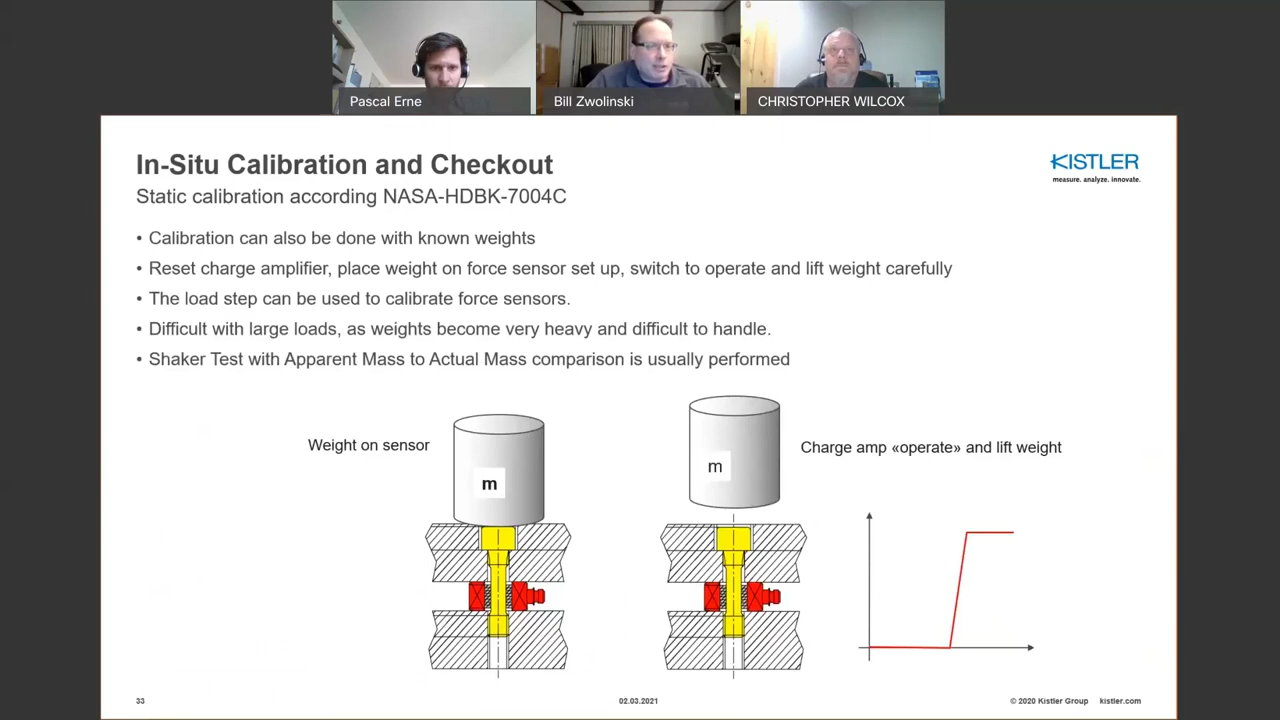 Pascal Erne
Bill Zwolinski
CHRISTOPHER WILCOX
In-Situ Calibration and Checkout
Static calibration according NASA-HDBK-7004C
KISTLER
measure. analyze. innovate.
• Calibration can also be done with known weights
• Reset charge amplifier, place weight on force sensor set up, switch to operate and lift weight carefully
• The load step can be used to calibrate force sensors.
• Difficult with large loads, as weights become very heavy and difficult to handle.
• Shaker Test with Apparent Mass to Actual Mass comparison is usually performed
Weight on sensor
m
m
Charge amp «operate» and lift weight
33
02.03.2021
© 2020 Kistler Group
kistler.com